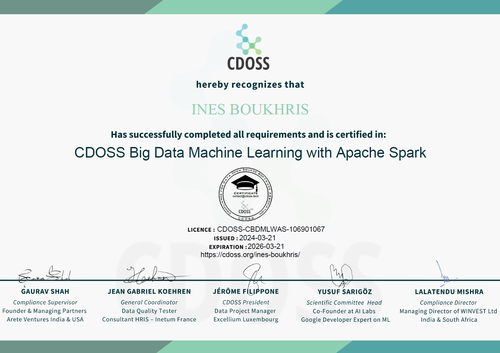 CDOSS
hereby recognizes that
INES BOUKHRIS
Has successfully completed all requirements and is certified in:
CDOSS Big Data Machine Learning with Apache Spark
CERTIFICATE
CDOSS
LICENCE : CDOSS-CBDMLWAS-106901067
ISSUED : 2024-03-21
EXPIRATION : 2026-03-21
https://cdoss.org/ines-boukhris/
CDOSS
GAURAV SHAH
Compliance Supervisor
Founder & Managing Partners
Arete Ventures India & USA
JEAN GABRIEL KOEHREN
General Coordinator
Data Quality Tester
Consultant HRIS – Inetum France
JÉRÔME FILIPPONE
CDOSS President
Data Project Manager
Excellium Luxembourg
YUSUF SARIGÖZ
Scientific Committee Head
Co-Founder at AI Labs
Google Developer Expert on ML
LALATENDU MISHRA
Compliance Director
Managing Director of WiNVEST Ltd
India & South Africa